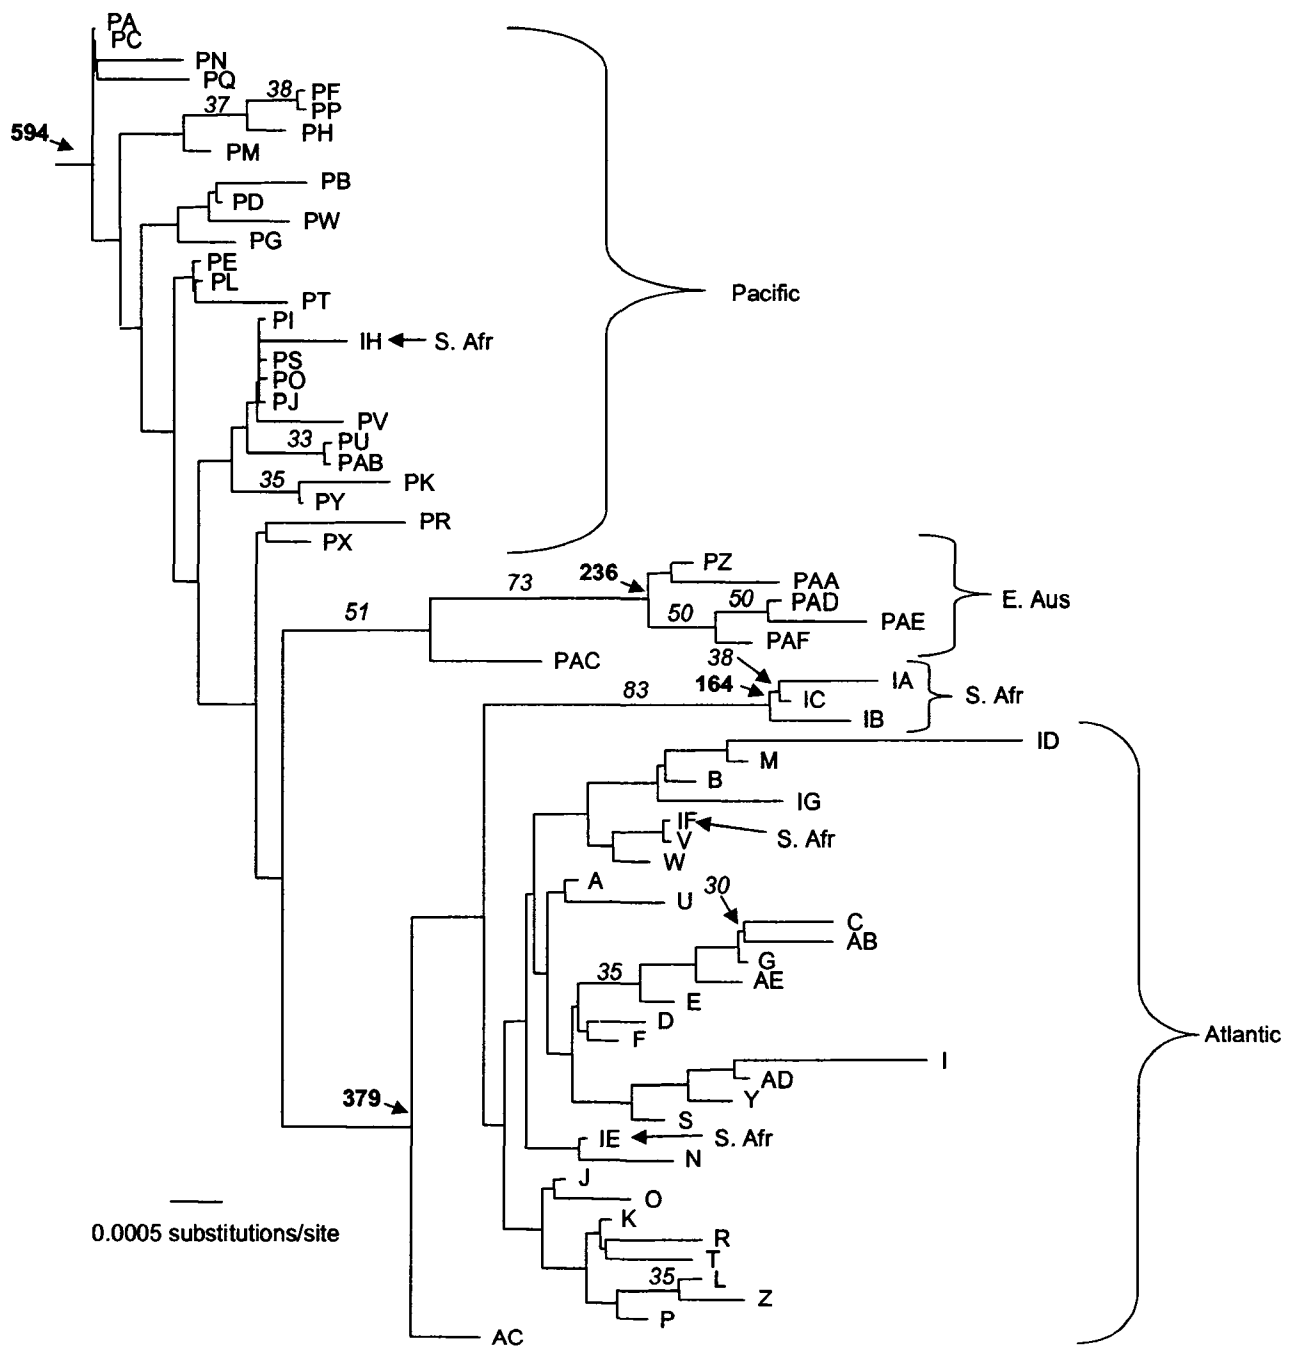 PA
PC
PN
PQ
38
PF
37
PP
594
PH
PM
PB
PD
PW
PG
PE
PL
Pacific
PT
PI
IH
S. Afr
PS
PO
PJ
PV
33
PU
PAB
35
PK
PY
PR
PX
PZ
236
73
PAA
50
PAD
E. Aus
51
50
PAE
PAF
38
PAC
IA
164
83
IC
S. Afr
IB
ID
M
B
IG
IF
V
S. Afr
W
A
30
U
C
AB
G
35
AE
E
D
F
Atlantic
I
AD
379
Y
S
IE
S. Afr
N
J
O
K
0.0005 substitutions/site
R
T
35
L
Z
P
AC